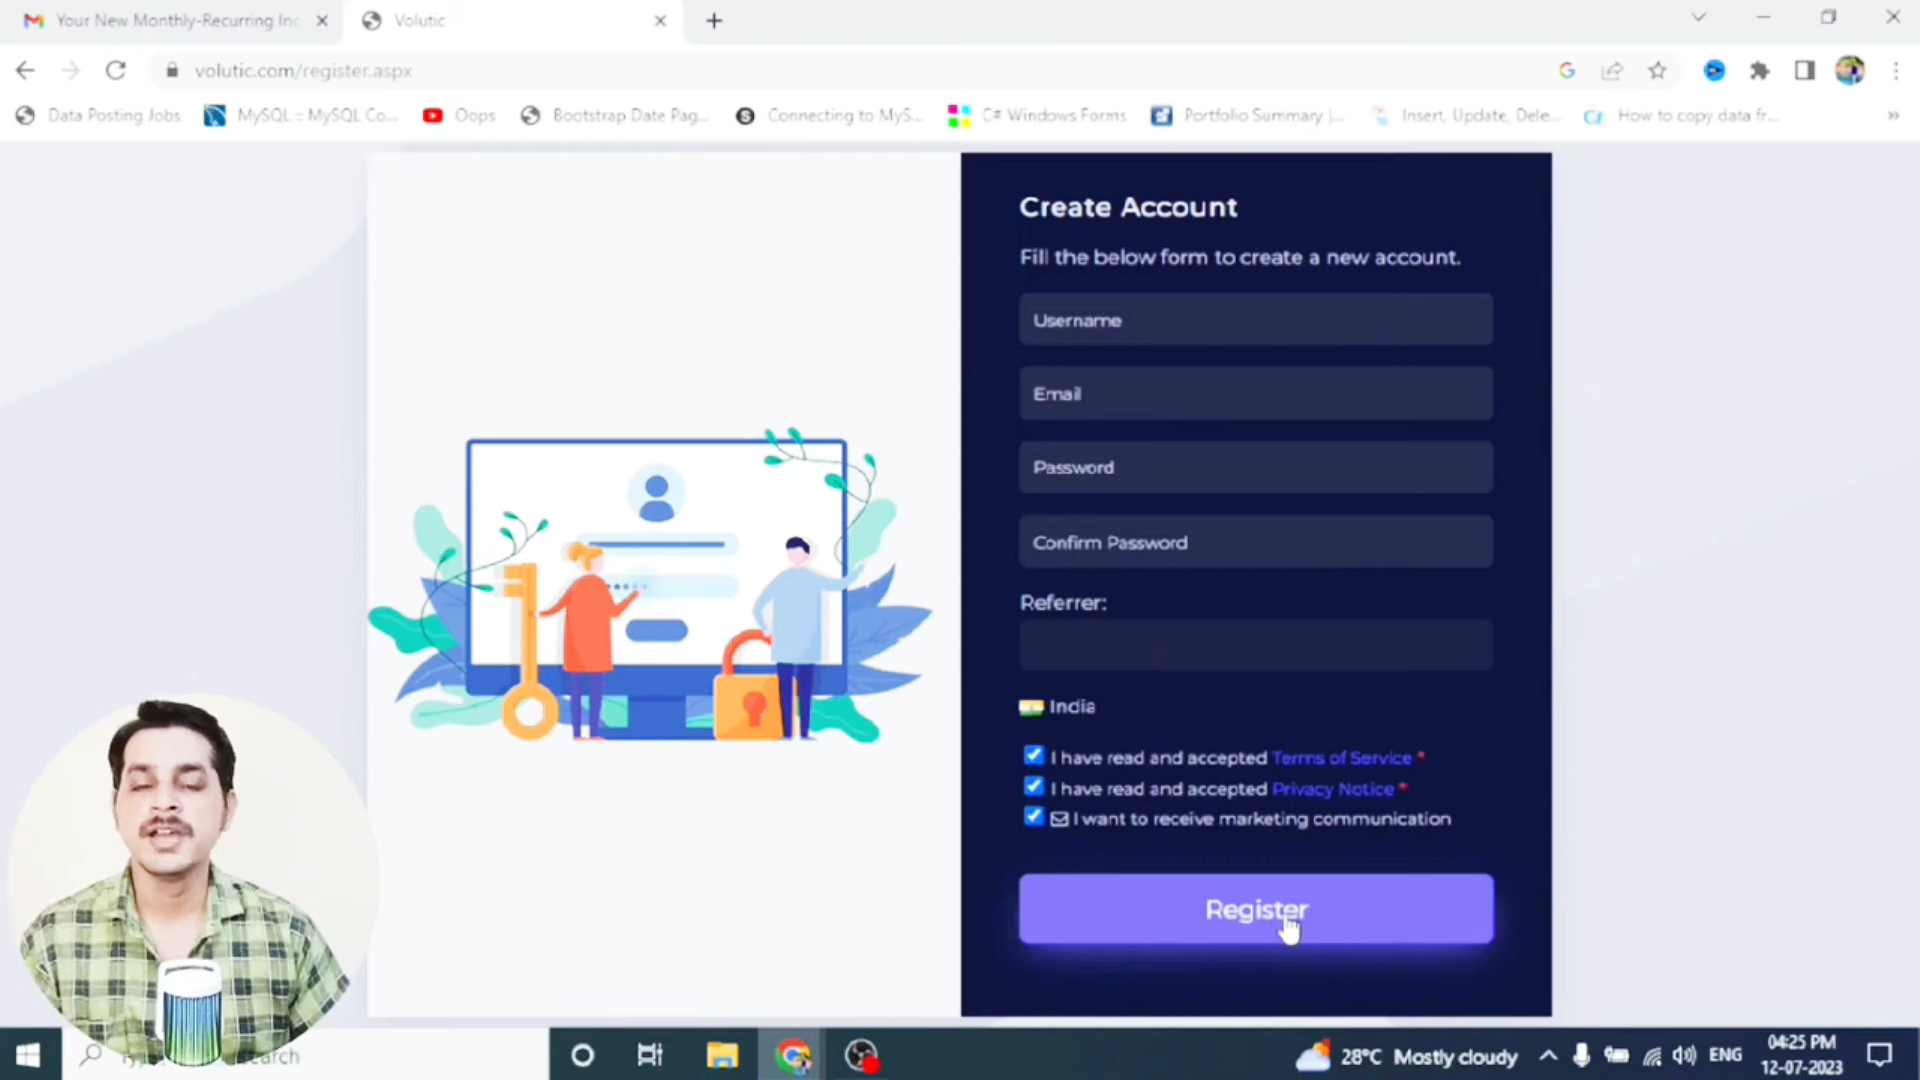 Your New Monthly-Recurring Inc
Volutic
volutic.com/register.aspx
Data Posting Jobs
MySQL :: MySQL Co...
Oops
Bootstrap Date Pag...
Connecting to MyS...
C# Windows Forms
Portfolio Summary |...
Insert, Update, Dele...
How to copy data fr...
Create Account
Fill the below form to create a new account.
Username
Email
Password
Confirm Password
Referrer:
India
I have read and accepted Terms of Service *
I have read and accepted Privacy Notice *
I want to receive marketing communication
Register
28°C Mostly cloudy
ENG
04:25 PM
12-07-2023